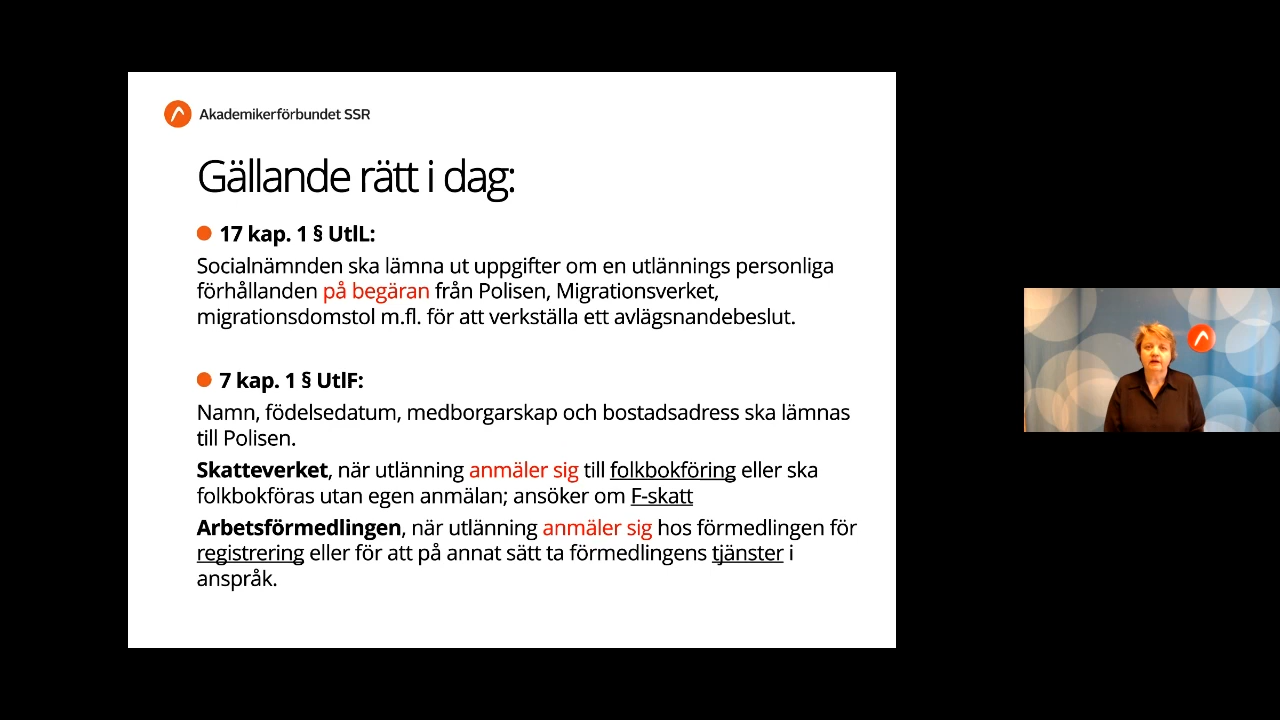 Akademikerförbundet SSR
Gällande rätt i dag:
17 kap. 1 § UtlL:
Socialnämnden ska lämna ut uppgifter om en utlännings personliga
förhållanden på begäran från Polisen, Migrationsverket,
migrationsdomstol m.fl. för att verkställa ett avlägsnandebeslut.
7 kap. 1 § UtlF:
Namn, födelsedatum, medborgarskap och bostadsadress ska lämnas
till Polisen.
Skatteverket, när utlänning anmäler sig till folkbokföring eller ska
folkbokföras utan egen anmälan; ansöker om F-skatt
Arbetsförmedlingen, när utlänning anmäler sig hos förmedlingen för
registrering eller för att på annat sätt ta förmedlingens tjänster i
anspråk.